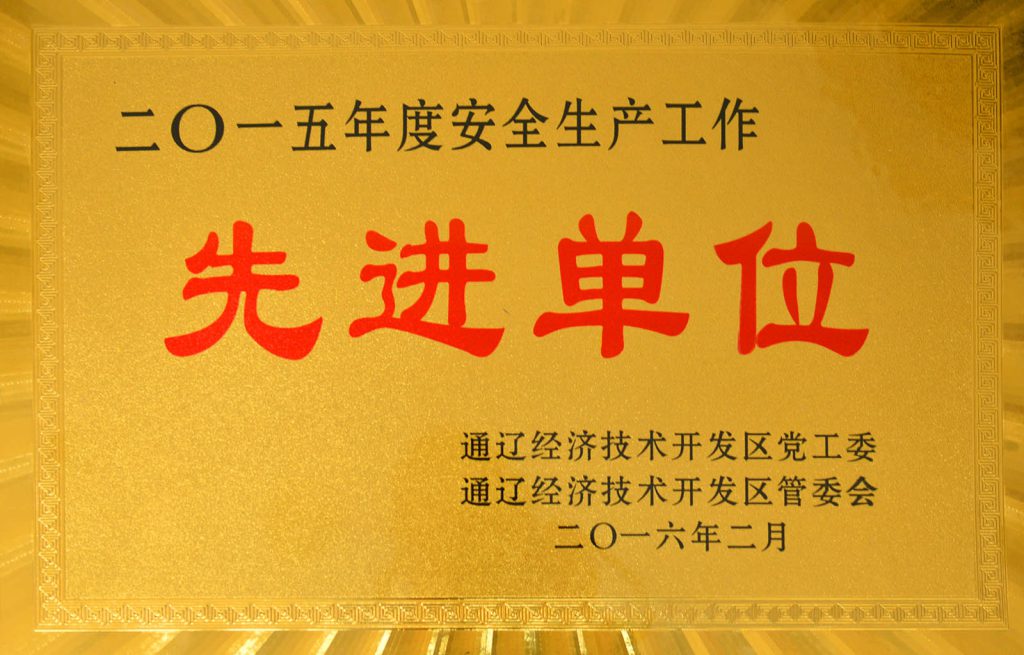 二〇一五年度安全生产工作
先进单位
通辽经济技术开发区党工委
通辽经济技术开发区管委会
二〇一六年二月